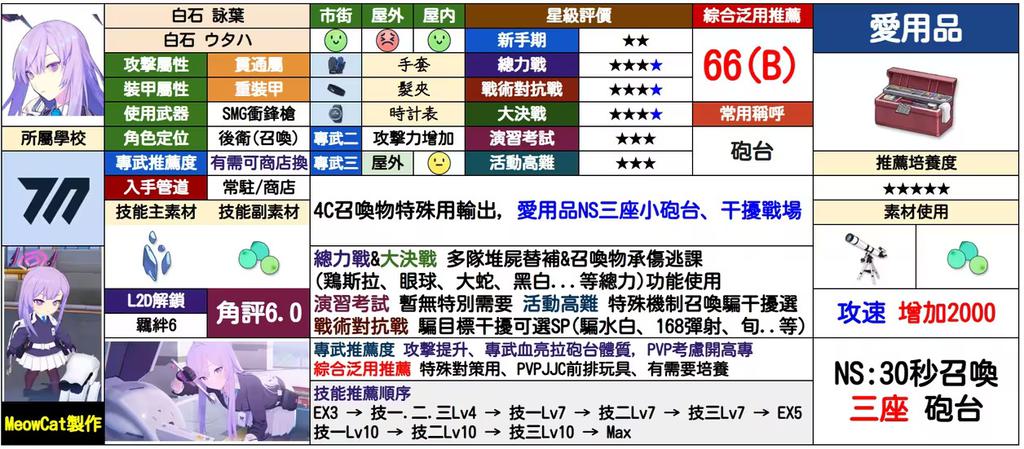 白石 詠葉
白石 ウタハ
攻擊屬性 貫通屬
裝甲屬性 重裝甲
使用武器 SMG衝鋒槍
角色定位 後衛(召喚)
專武推薦度 有需可商店換
入手管道 常駐/商店
技能主素材 技能副素材
所屬學校
L2D解鎖
羈絆6
角評6.0
MeowCat製作
市街 屋外 屋內
手套
髮夾
時計表
專武二 攻擊力增加
專武三 屋外
星級評價
新手期 ★★
總力戰 ★★★★
戰術對抗戰 ★★★★
大決戰 ★★★★
演習考試 ★★★
活動高難 ★★★
綜合泛用推薦
66(B)
常用稱呼
砲台
4C召喚物特殊用輸出，愛用品NS三座小砲台、干擾戰場
總力戰&大決戰 多隊堆屍替補&召喚物承傷逃課
(鶏斯拉、眼球、大蛇、黑白...等總力)功能使用
演習考試 暫無特別需要 活動高難 特殊機制召喚騙干擾選
戰術對抗戰 騙目標干擾可選SP(騙水白、168彈射、旬..等)
專武推薦度 攻擊提升、專武血亮拉砲台體質，PVP考慮開高專
綜合泛用推薦 特殊對策用、PVPJJC前排玩具、有需要培養
技能推薦順序
EX3 → 技一.二.三Lv4 → 技一Lv7 → 技二Lv7 → 技三Lv7 → EX5
技一Lv10 → 技二Lv10 → 技三Lv10 → Max
愛用品
推薦培養度
★★★★★
素材使用
攻速 增加2000
NS:30秒召喚
三座 砲台